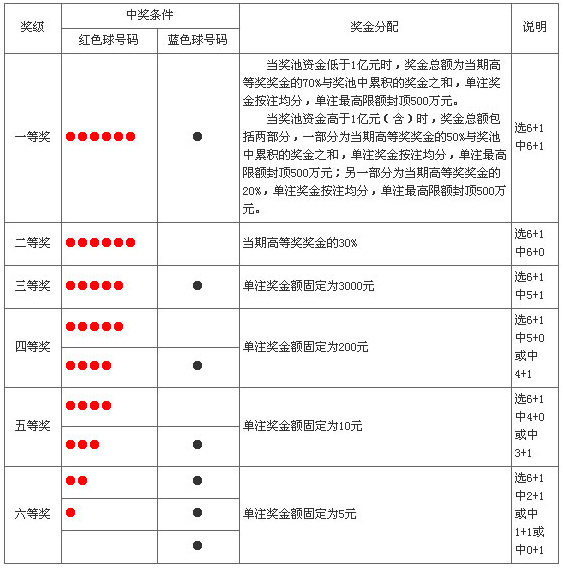 奖级
中奖条件
奖金分配
说明
红色球号码
蓝色球号码
一等奖
当奖池资金低于1亿元时，奖金总额为当期高
等奖奖金的70%与奖池中累积的奖金之和，单注奖
金按注均分，单注最高限额封顶500万元。
当奖池资金高于1亿元（含）时，奖金总额包
括两部分，一部分为当期高等奖奖金的50%与奖池
中累积的奖金之和，单注奖金按注均分，单注最高
限额封顶500万元；另一部分为当期高等奖奖金的
20%，单注奖金按注均分，单注最高限额封顶500万
元。
选6+1
中6+1
二等奖
当期高等奖奖金的30%
选6+1
中6+0
三等奖
单注奖金额固定为3000元
选6+1
中5+1
四等奖
单注奖金额固定为200元
选6+1
中5+0
或中
4+1
五等奖
单注奖金额固定为10元
选6+1
中4+0
或中
3+1
六等奖
单注奖金额固定为5元
选6+1
中2+1
或中
1+1或
中0+1